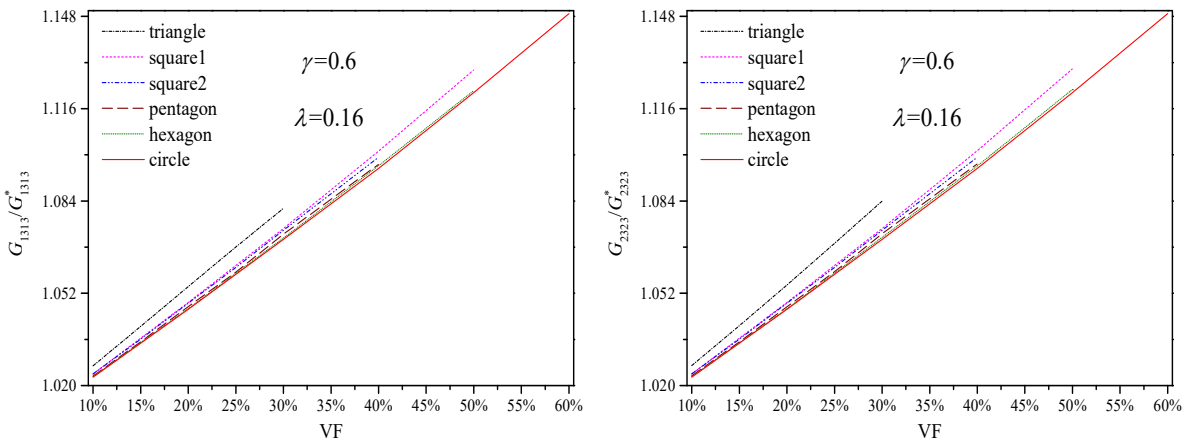 1.148
1.116
1.084
1.052
1.020
G1313/G*1313
triangle
square1
square2
pentagon
hexagon
circle
γ=0.6
λ=0.16
10% 15% 20% 25% 30% 35% 40% 45% 50% 55% 60%
VF
1.148
1.116
1.084
1.052
1.020
G2323/G*2323
triangle
square1
square2
pentagon
hexagon
circle
γ=0.6
λ=0.16
10% 15% 20% 25% 30% 35% 40% 45% 50% 55% 60%
VF